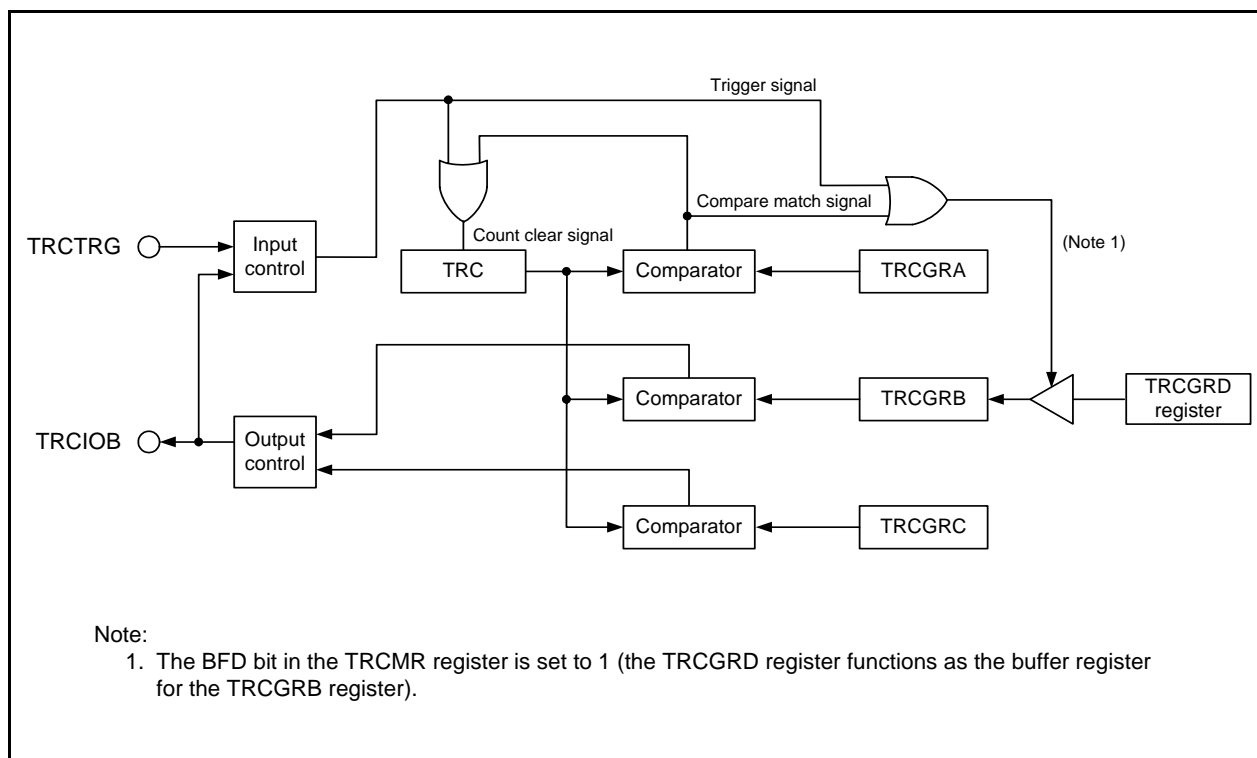 Trigger signal
Compare match signal
TRCTRG
Input
control
Count clear signal
(Note 1)
TRC
Comparator
TRCGRA
TRCIOB
Output
control
Comparator
TRCGRB
TRCGRD
register
Comparator
TRCGRC
Note:
1. The BFD bit in the TRCMR register is set to 1 (the TRCGRD register functions as the buffer register
for the TRCGRB register).